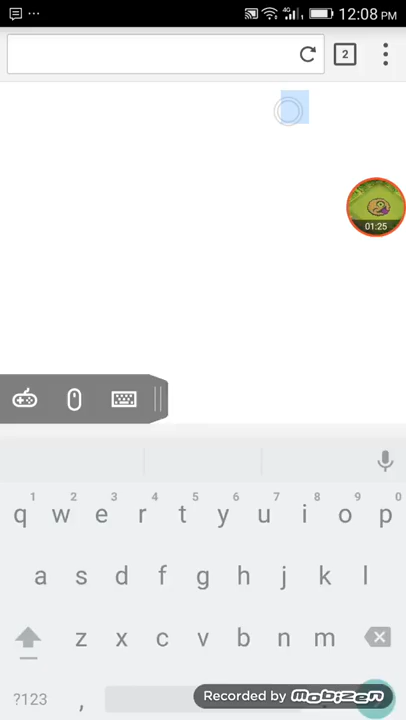 12:08 PM
4G
2
01:25
1 2 3 4 5 6 7 8 9 0
q w e r t y u i o p
a s d f g h j k l
z x c v b n m
?123 ,
Recorded by mobizen